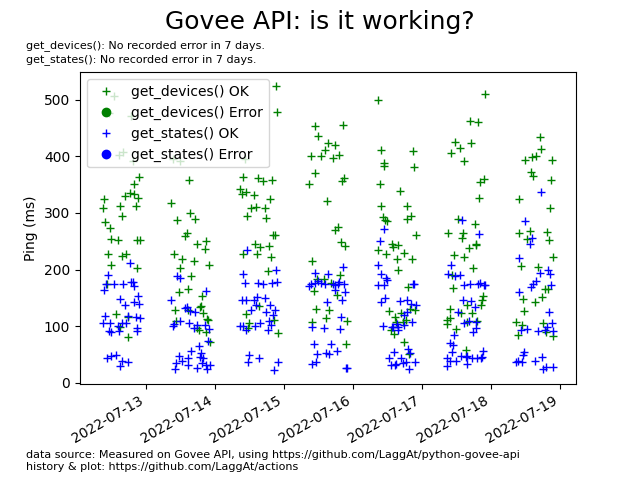 Govee API: is it working?
get_devices(): No recorded error in 7 days.
get_states(): No recorded error in 7 days.
get_devices() OK
get_devices() Error
get_states() OK
get_states() Error
Ping (ms)
500
400
300
200
100
0
2022-07-13
2022-07-14
2022-07-15
2022-07-16
2022-07-17
2022-07-18
2022-07-19
data source: Measured on Govee API, using https://github.com/LaggAt/python-govee-api
history & plot: https://github.com/LaggAt/actions